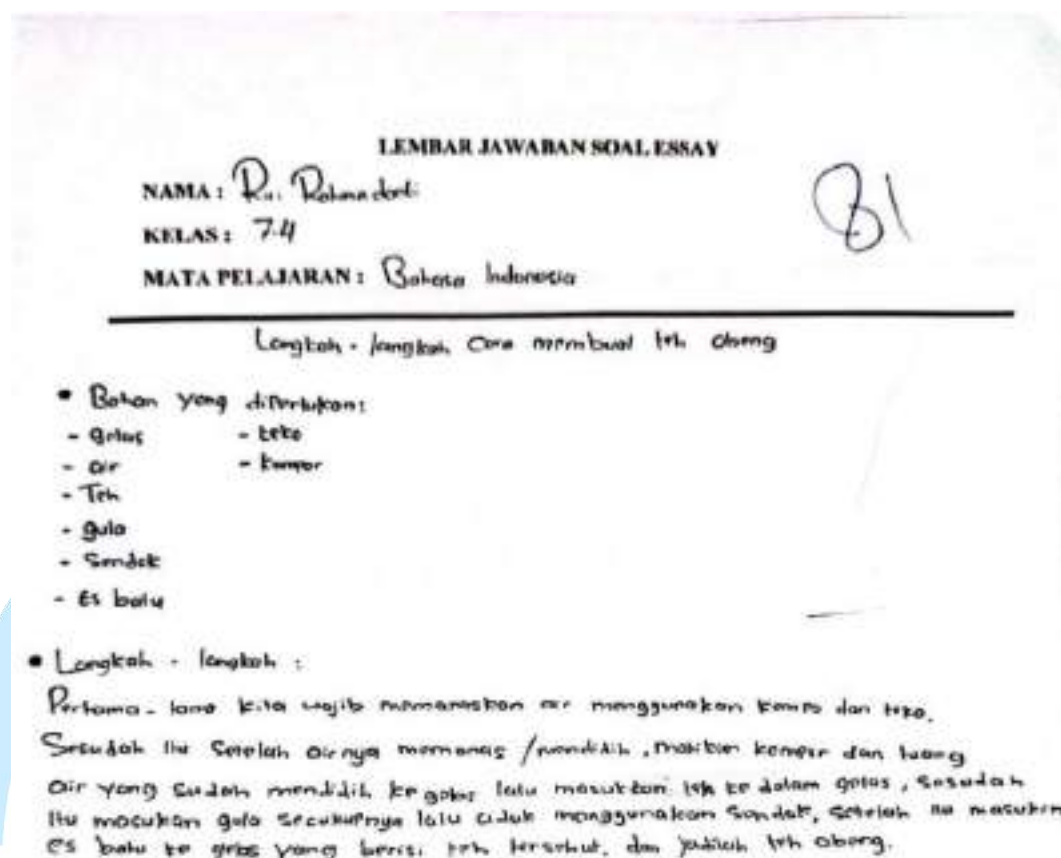 LEMBAR JAWABAN SOAL ESSAY
NAMA : Rahmadani
KELAS : 7.4
MATA PELAJARAN : Bahasa Indonesia
81
Langkah - langkah cara membuat teh obeng
• Bahan yang diperlukan:
- gelas - teko
- air - kompor
- Teh
- gula
- Sendok
- Es batu
• Langkah - langkah :
Pertama - tama kita wajib memanaskan air menggunakan dan teko.
Sesudah itu Setelah airnya memanas / mendidih, matikan kompor dan tuang
air yang sudah mendidih ke gelas lalu masukkan teh ke dalam gelas, sesudah
itu masukan gula secukupnya lalu aduk menggunakan sendok, setelah itu
es batu ke gelas yang berisi teh tersebut, dan jadilah teh obeng.